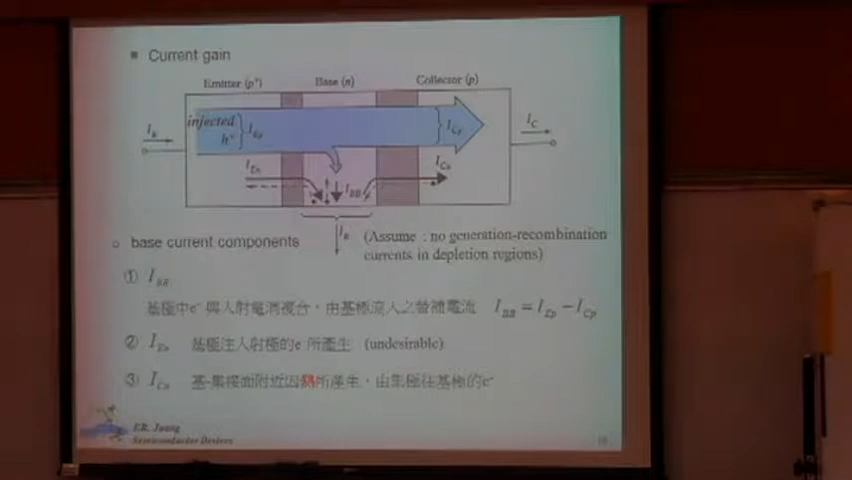 Current gain
Emitter (p⁺) Base (n) Collector (p)
injected
h⁺
I_Ep
I_Cp
I_E
I_C
I_En
I_Cn
I_BB
I_B
(Assume : no generation-recombination
currents in depletion regions)
base current components
① I_BB
基極中e⁻與入射電洞複合，由基極流入之替補電流 I_BB = I_Ep − I_Cp
② I_En 基極注入射極的e⁻所產生 (undesirable)
③ I_Cn 基-集接面附近因熱所產生，由集極往基極的e⁻
Semiconductor Devices